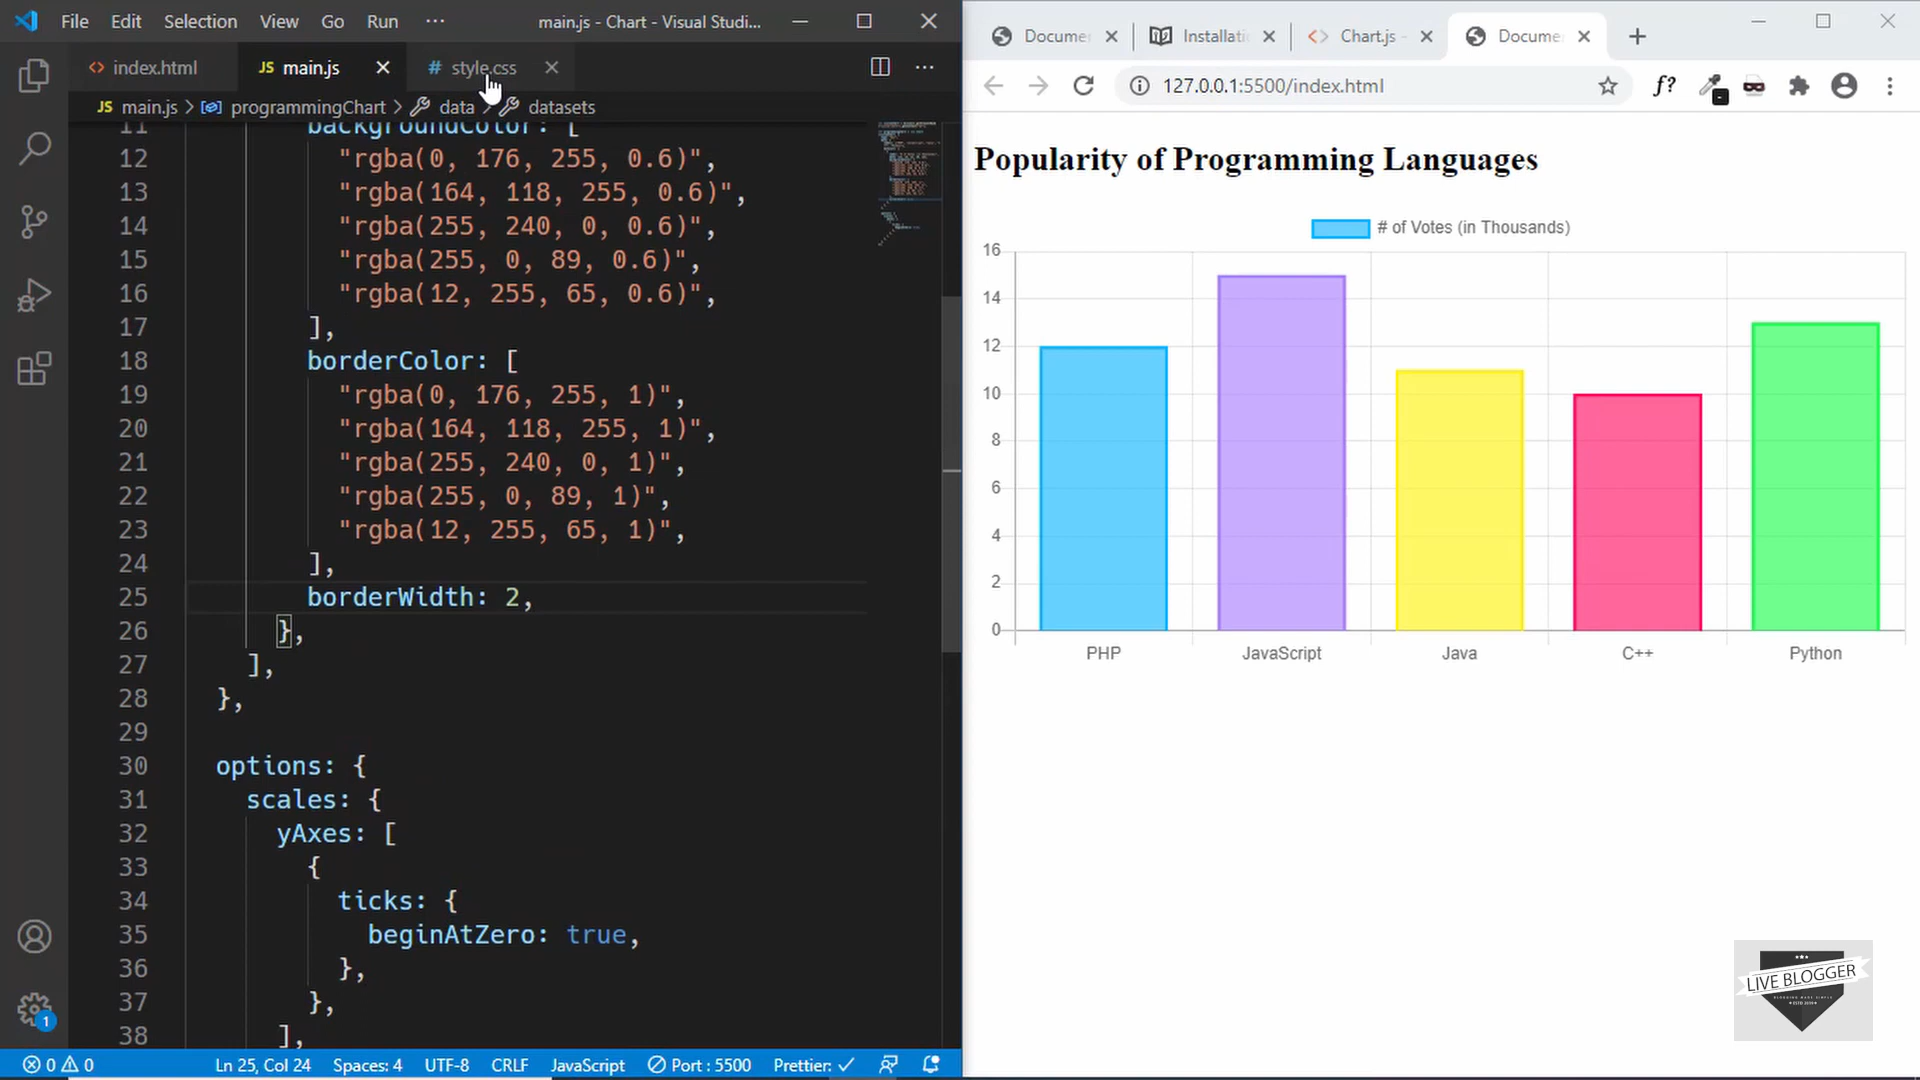 File Edit Selection View Go Run ··· main.js - Chart - Visual Studi...
index.html JS main.js # style.css
JS main.js > programmingChart > data > datasets
11 backgroundColor: [
12 "rgba(0, 176, 255, 0.6)",
13 "rgba(164, 118, 255, 0.6)",
14 "rgba(255, 240, 0, 0.6)",
15 "rgba(255, 0, 89, 0.6)",
16 "rgba(12, 255, 65, 0.6)",
17 ],
18 borderColor: [
19 "rgba(0, 176, 255, 1)",
20 "rgba(164, 118, 255, 1)",
21 "rgba(255, 240, 0, 1)",
22 "rgba(255, 0, 89, 1)",
23 "rgba(12, 255, 65, 1)",
24 ],
25 borderWidth: 2,
26 },
27 ],
28 },
29
30 options: {
31 scales: {
32 yAxes: [
33 {
34 ticks: {
35 beginAtZero: true,
36 },
37 },
38 ],
1
0 0 Ln 25, Col 24 Spaces: 4 UTF-8 CRLF JavaScript Port : 5500 Prettier: ✓
Docume Installati Chart.js - Docume
127.0.0.1:5500/index.html f?
Popularity of Programming Languages
# of Votes (in Thousands)
16
14
12
10
8
6
4
2
0
PHP JavaScript Java C++ Python
LIVE BLOGGER